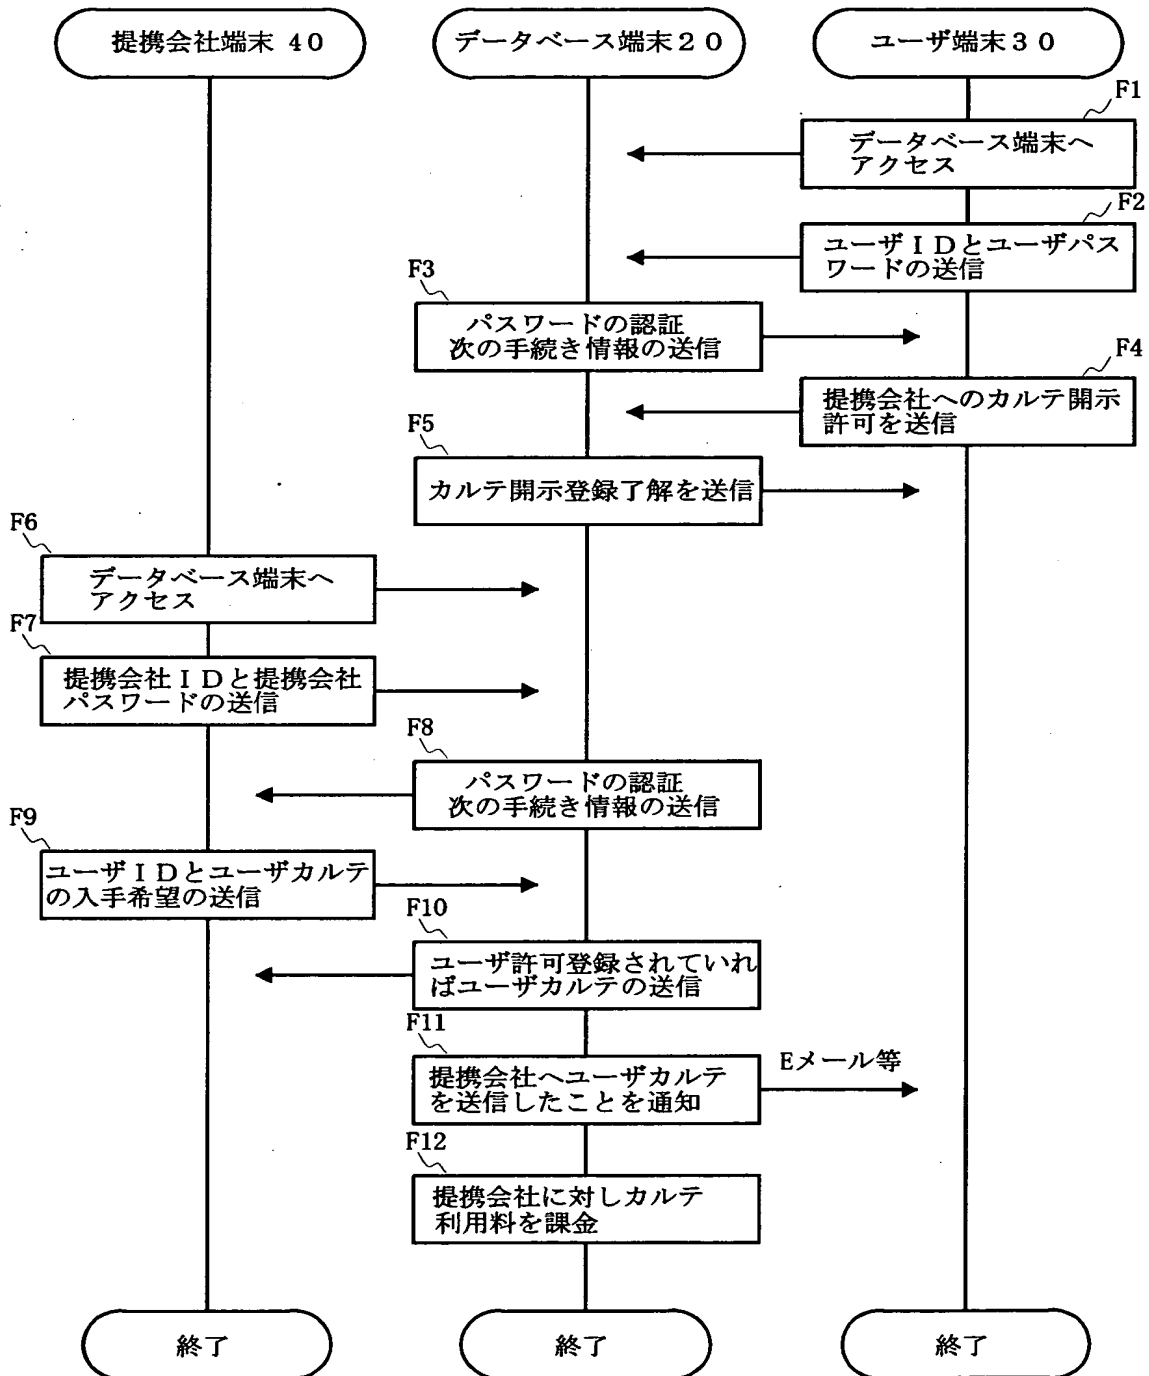 提携会社端末 40
データベース端末２０
ユーザ端末３０
F1
データベース端末へ
アクセス
F2
ユーザＩＤとユーザパス
ワードの送信
F3
パスワードの認証
次の手続き情報の送信
F4
提携会社へのカルテ開示
許可を送信
F5
カルテ開示登録了解を送信
F6
データベース端末へ
アクセス
F7
提携会社ＩＤと提携会社
パスワードの送信
F8
パスワードの認証
次の手続き情報の送信
F9
ユーザＩＤとユーザカルテ
の入手希望の送信
F10
ユーザ許可登録されていれ
ばユーザカルテの送信
F11
提携会社へユーザカルテ
を送信したことを通知
Eメール等
F12
提携会社に対しカルテ
利用料を課金
終了
終了
終了